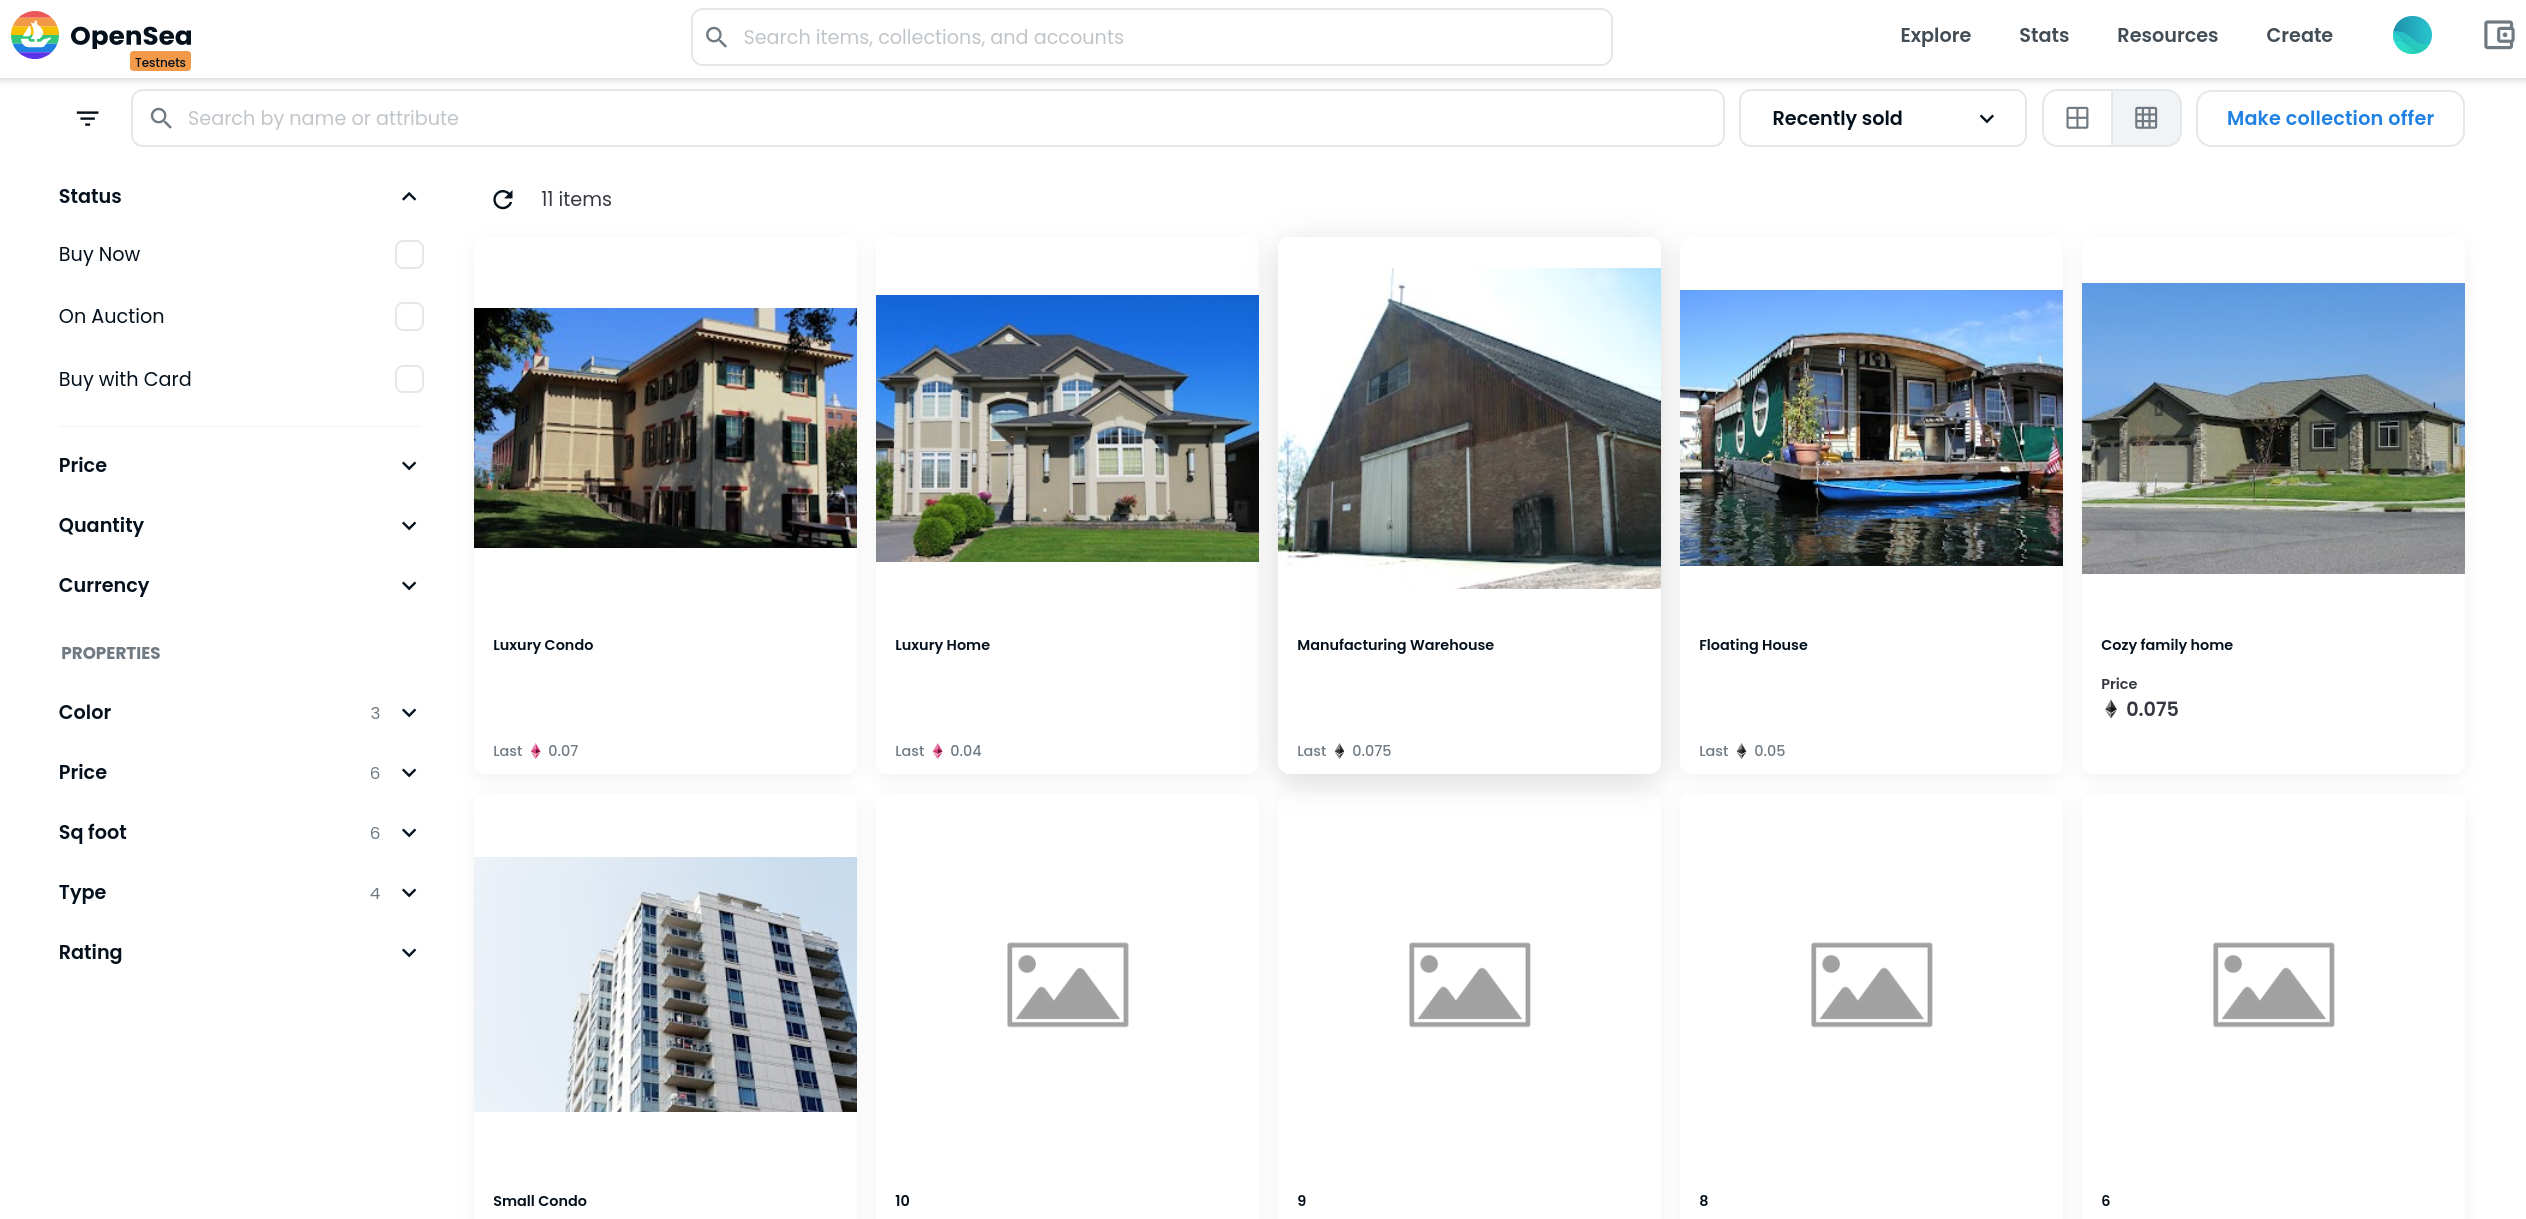 OpenSea
Testnets
Search items, collections, and accounts
Explore
Stats
Resources
Create
Search by name or attribute
Recently sold
Make collection offer
Status
Buy Now
On Auction
Buy with Card
Price
Quantity
Currency
PROPERTIES
Color 3
Price 6
Sq foot 6
Type 4
Rating
11 items
Luxury Condo
Last 0.07
Luxury Home
Last 0.04
Manufacturing Warehouse
Last 0.075
Floating House
Last 0.05
Cozy family home
Price
0.075
Small Condo
10
9
8
6